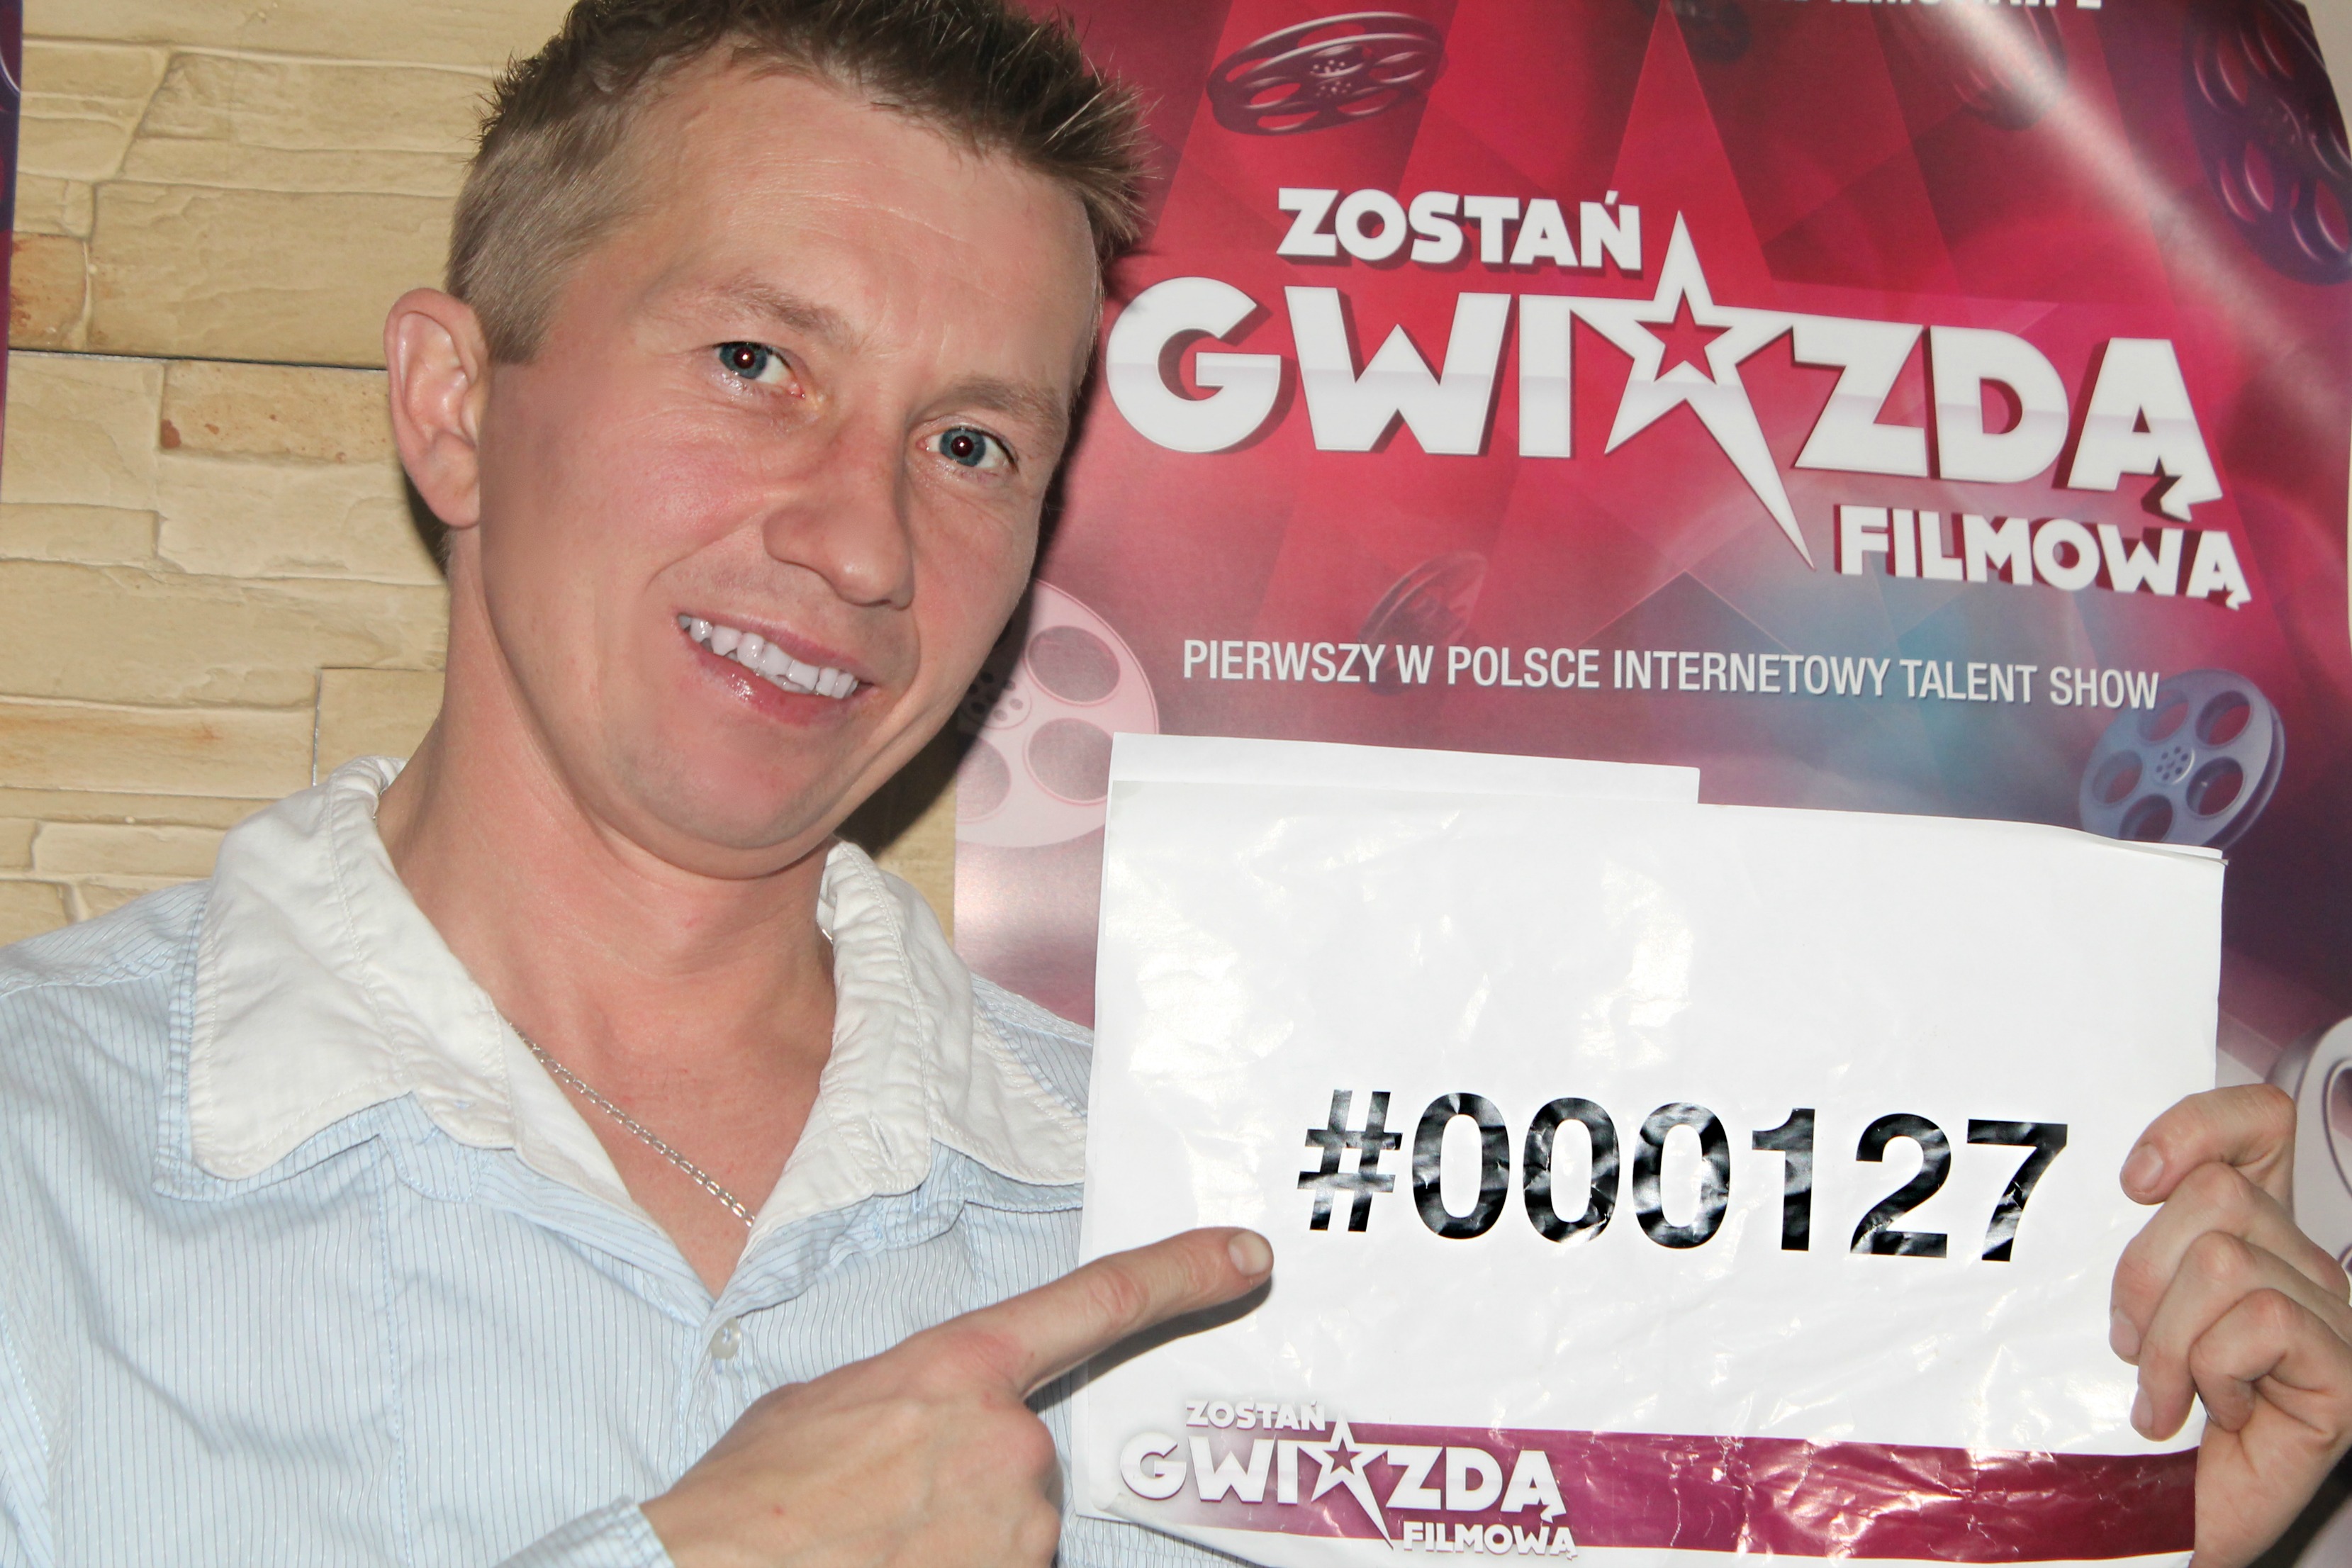 ZOSTAŃ
GWIAZDĄ
FILMOWĄ
PIERWSZY W POLSCE INTERNETOWY TALENT SHOW
#000127
ZOSTAŃ
GWIAZDĄ
FILMOWĄ